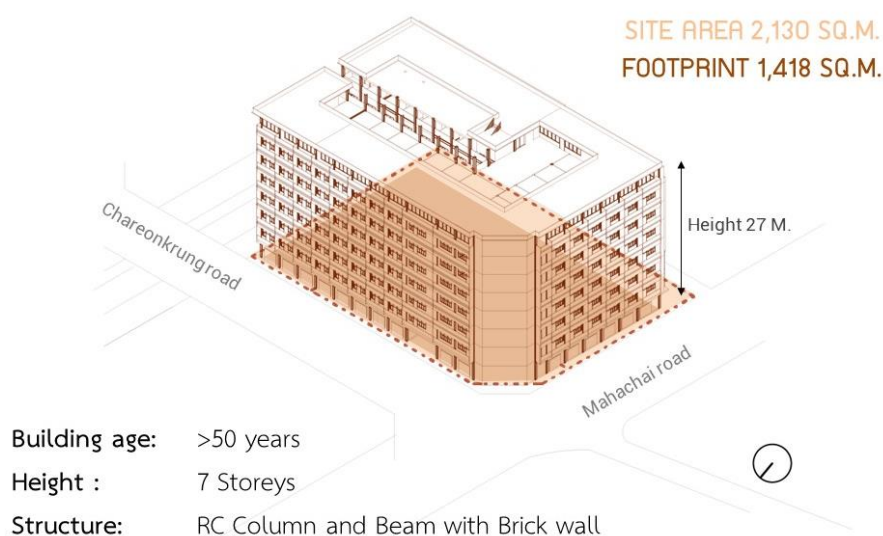 SITE AREA 2,130 SQ.M.
FOOTPRINT 1,418 SQ.M.
Chareonkrung road
Height 27 M.
Mahachai road
Building age: >50 years
Height : 7 Storeys
Structure: RC Column and Beam with Brick wall